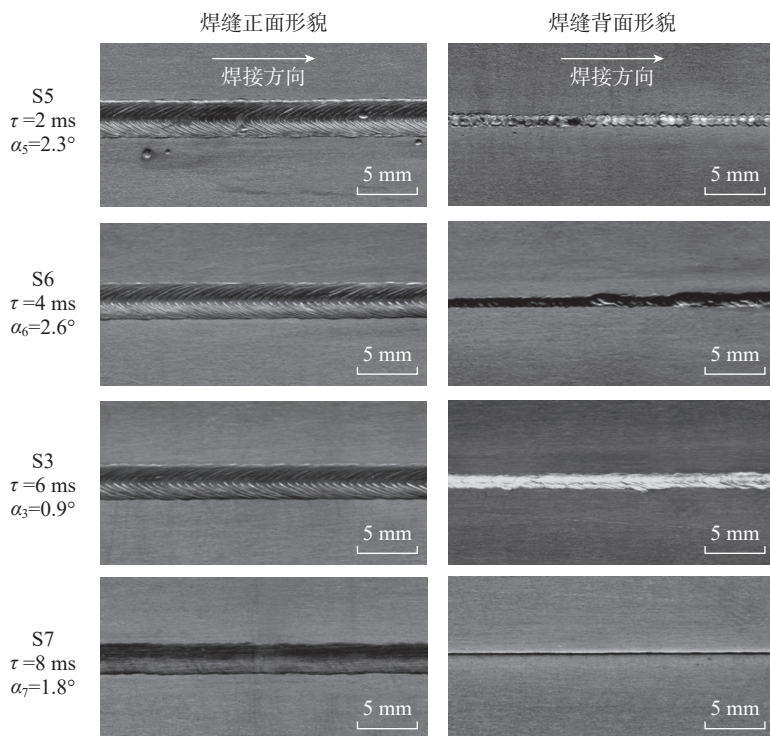 焊缝正面形貌
焊缝背面形貌
焊接方向
焊接方向
S5
τ =2 ms
α₅=2.3°
5 mm
5 mm
S6
τ =4 ms
α₆=2.6°
5 mm
5 mm
S3
τ =6 ms
α₃=0.9°
5 mm
5 mm
S7
τ =8 ms
α₇=1.8°
5 mm
5 mm